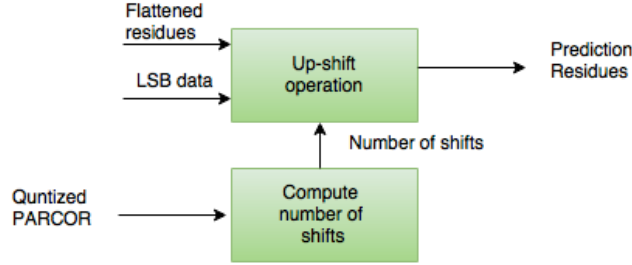 Flattened
residues
LSB data
Up-shift
operation
Prediction
Residues
Number of shifts
Quntized
PARCOR
Compute
number of
shifts